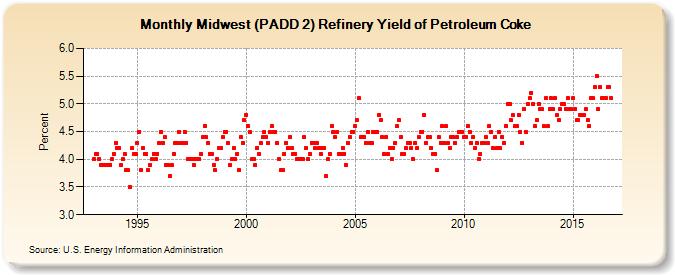 Monthly Midwest (PADD 2) Refinery Yield of Petroleum Coke
Percent
6.0
5.5
5.0
4.5
4.0
3.5
3.0
1995 2000 2005 2010 2015
Source: U.S. Energy Information Administration